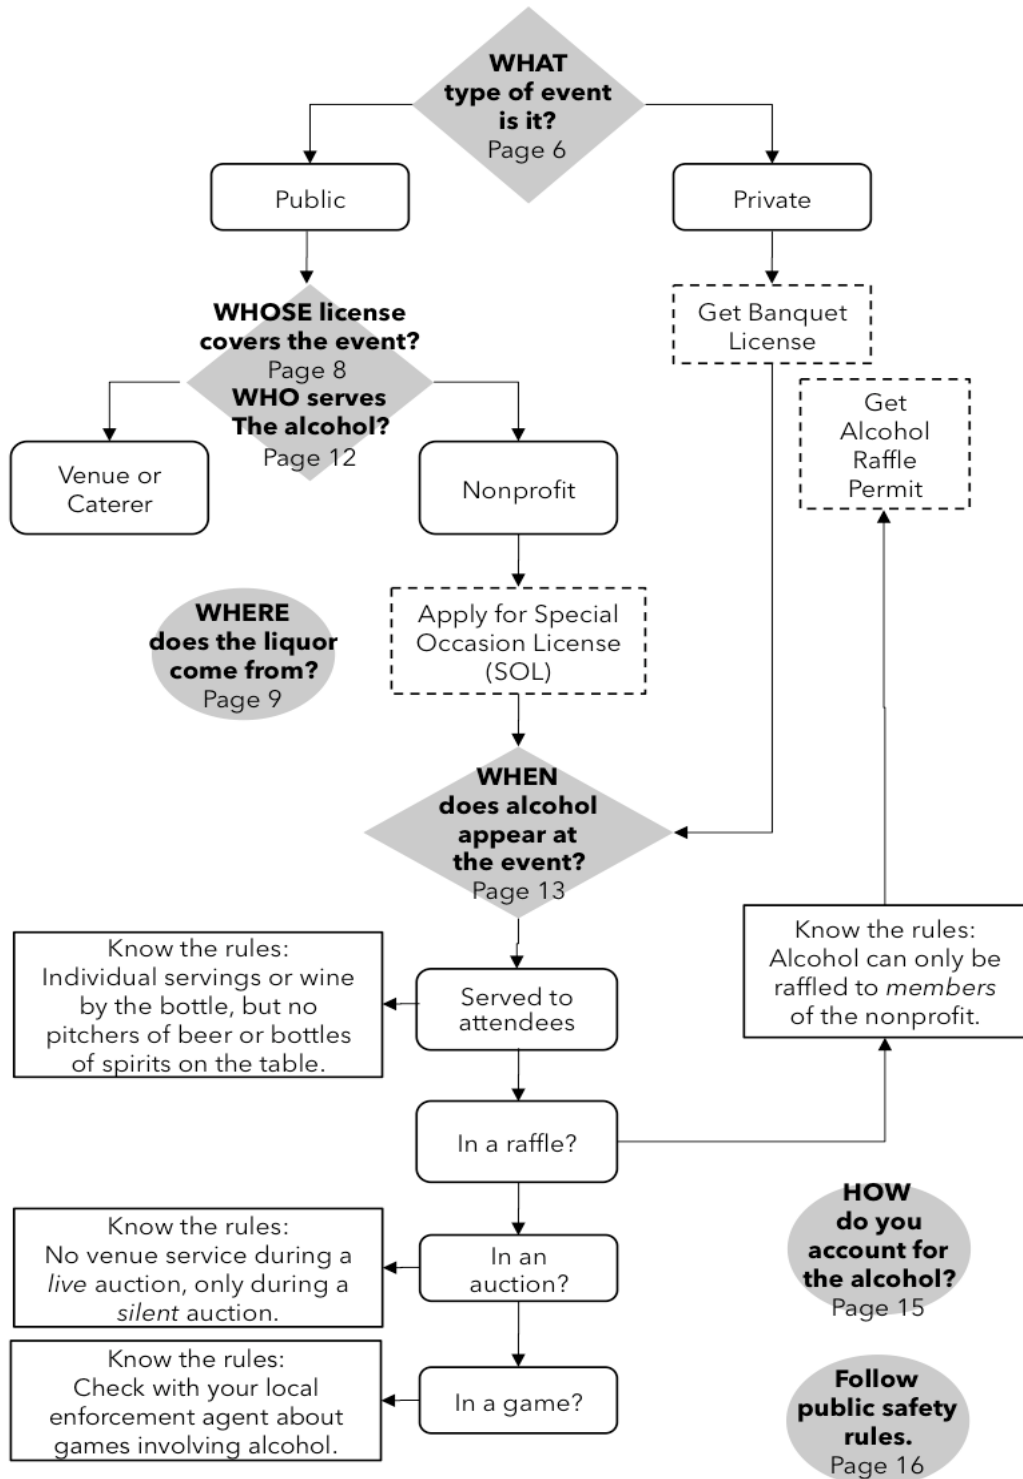 WHAT
type of event
is it?
Page 6
Public
Private
WHOSE license
covers the event?
Page 8
WHO serves
The alcohol?
Page 12
Get Banquet
License
Get
Alcohol
Raffle
Permit
Venue or
Caterer
Nonprofit
WHERE
does the liquor
come from?
Page 9
Apply for Special
Occasion License
(SOL)
WHEN
does alcohol
appear at
the event?
Page 13
Know the rules:
Individual servings or wine
by the bottle, but no
pitchers of beer or bottles
of spirits on the table.
Served to
attendees
Know the rules:
Alcohol can only be
raffled to members
of the nonprofit.
In a raffle?
Know the rules:
No venue service during a
live auction, only during a
silent auction.
In an
auction?
HOW
do you
account for
the alcohol?
Page 15
Know the rules:
Check with your local
enforcement agent about
games involving alcohol.
In a game?
Follow
public safety
rules.
Page 16